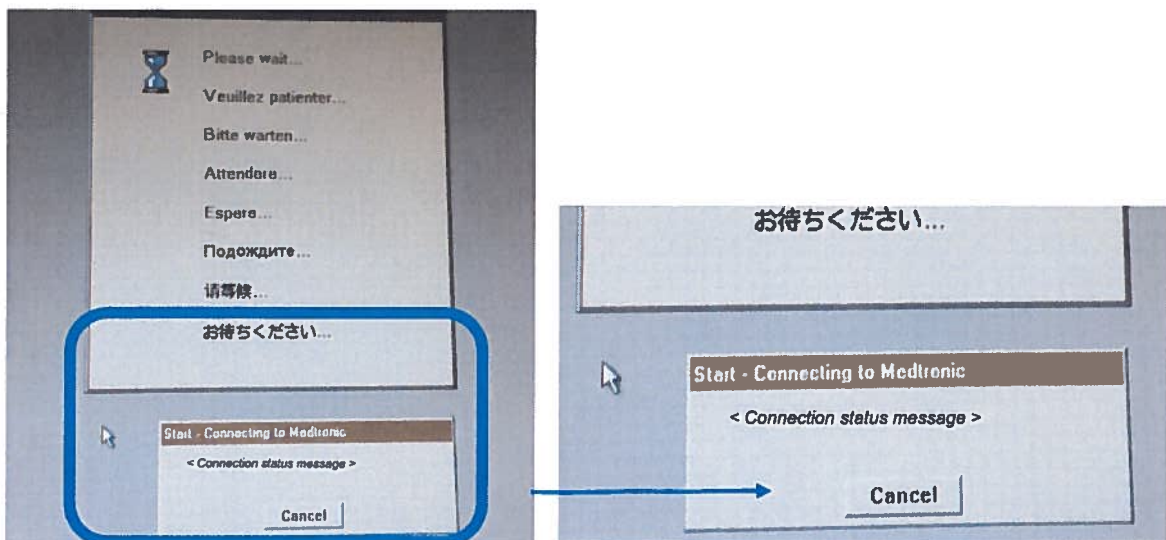 Please wait...
Veuillez patienter...
Bitte warten...
Attendere...
Espere...
Подождите...
请等候...
お待ちください...
Start - Connecting to Medtronic
< Connection status message >
Cancel
お待ちください...
Start - Connecting to Medtronic
< Connection status message >
Cancel